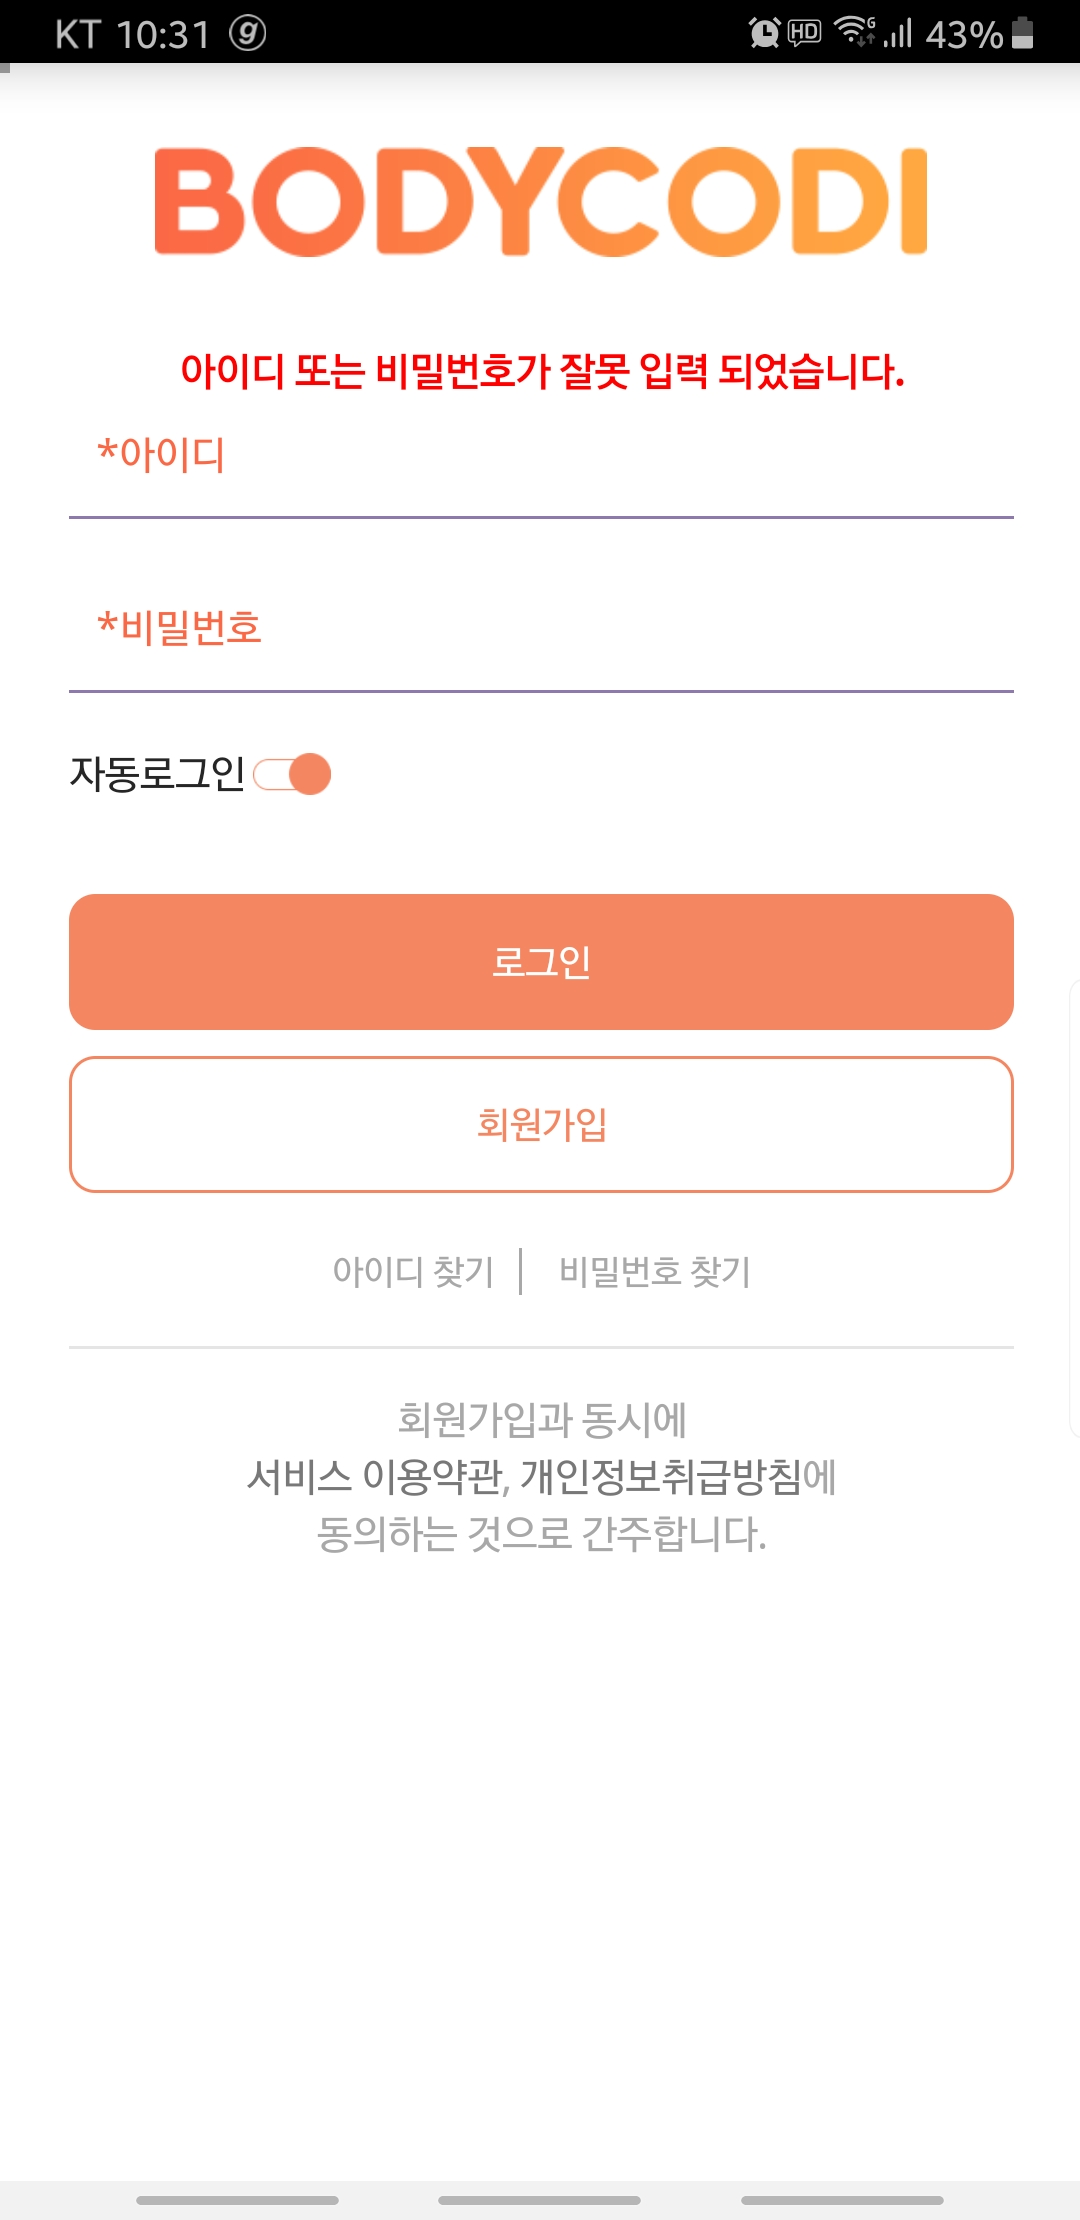 KT 10:31 g HD G 43%
BODYCODI
아이디 또는 비밀번호가 잘못 입력 되었습니다.
*아이디
*비밀번호
자동로그인
로그인
회원가입
아이디 찾기 | 비밀번호 찾기
회원가입과 동시에
서비스 이용약관, 개인정보취급방침에
동의하는 것으로 간주합니다.